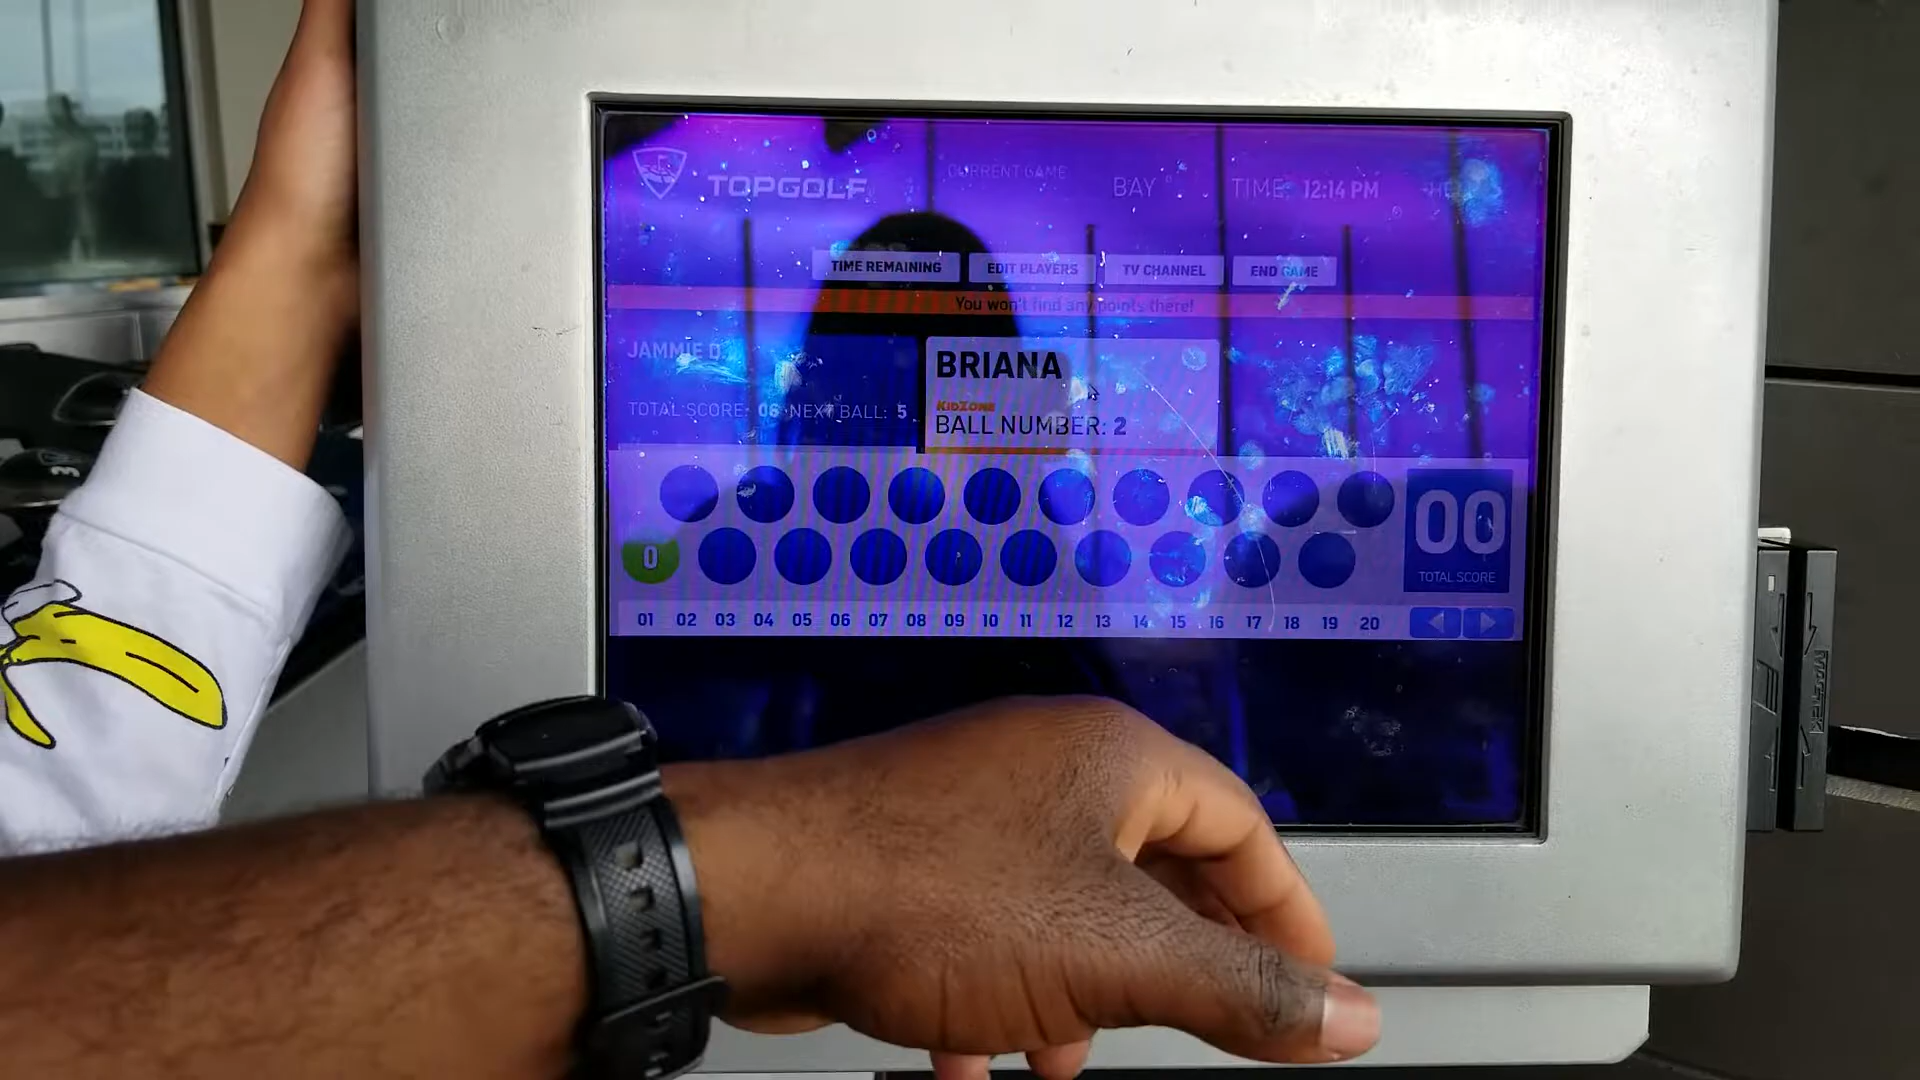 TOPGOLF
CURRENT GAME
BAY
TIME: 12:14 PM
TIME REMAINING
EDIT PLAYERS
TV CHANNEL
END GAME
You won't find any points there!
JAMMIE D.
TOTAL SCORE: 06 NEXT BALL: 5
BRIANA
KIDZONE
BALL NUMBER: 2
0
00
TOTAL SCORE
01 02 03 04 05 06 07 08 09 10 11 12 13 14 15 16 17 18 19 20
3